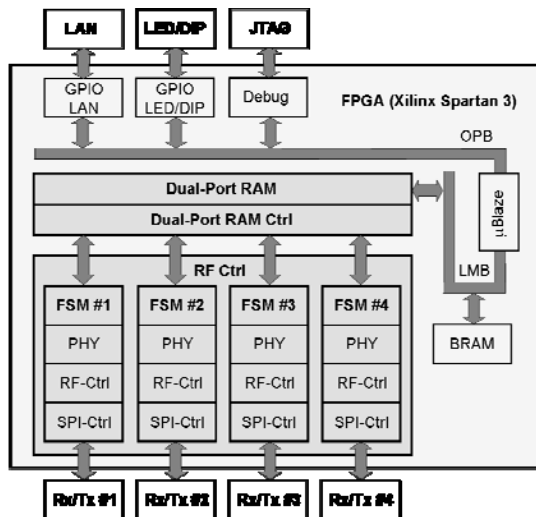 LAN LED/DIP JTAG
GPIO LAN
GPIO LED/DIP
Debug
FPGA (Xilinx Spartan 3)
OPB
Dual-Port RAM
Dual-Port RAM Ctrl
µBlaze
LMB
RF Ctrl
FSM #1 FSM #2 FSM #3 FSM #4
PHY PHY PHY PHY
BRAM
RF-Ctrl RF-Ctrl RF-Ctrl RF-Ctrl
SPI-Ctrl SPI-Ctrl SPI-Ctrl SPI-Ctrl
Rx/Tx #1 Rx/Tx #2 Rx/Tx #3 Rx/Tx #4